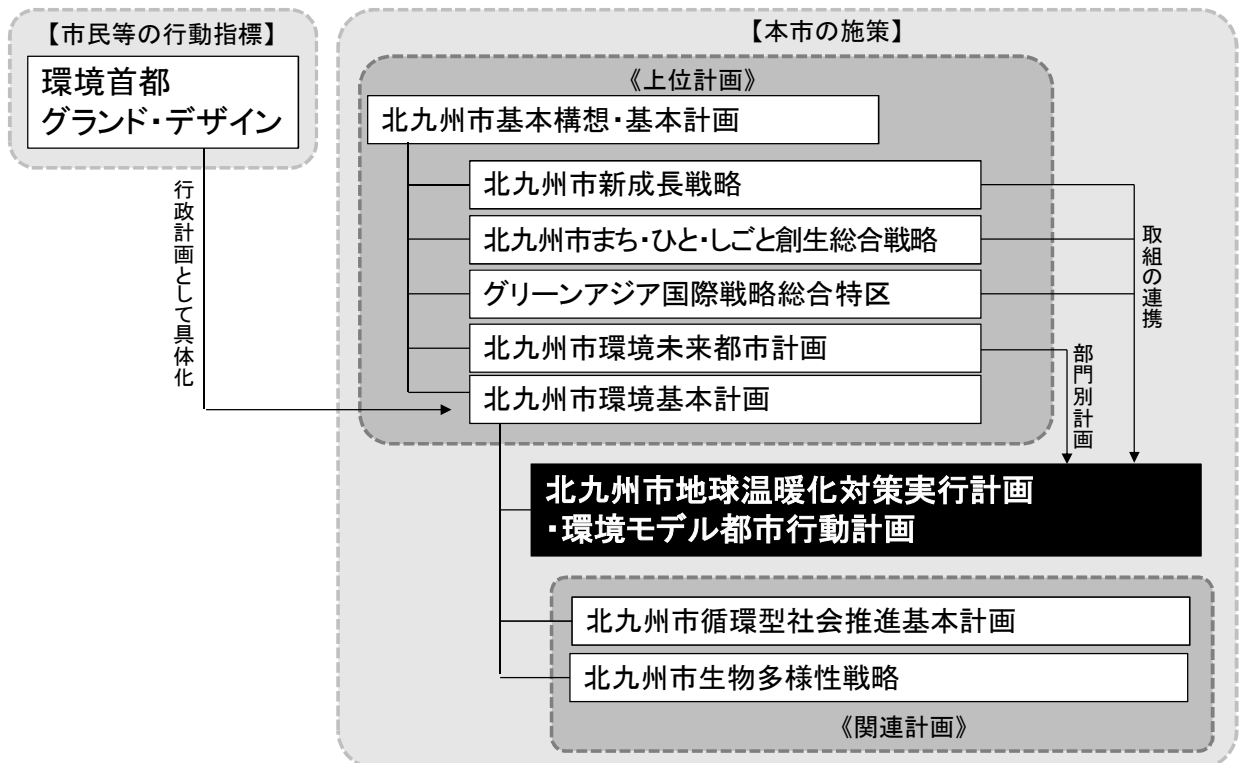 【市民等の行動指標】
環境首都
グランド・デザイン
行政計画として具体化
【本市の施策】
《上位計画》
北九州市基本構想・基本計画
北九州市新成長戦略
北九州市まち・ひと・しごと創生総合戦略
グリーンアジア国際戦略総合特区
北九州市環境未来都市計画
北九州市環境基本計画
取組の連携
部門別計画
北九州市地球温暖化対策実行計画
・環境モデル都市行動計画
北九州市循環型社会推進基本計画
北九州市生物多様性戦略
《関連計画》